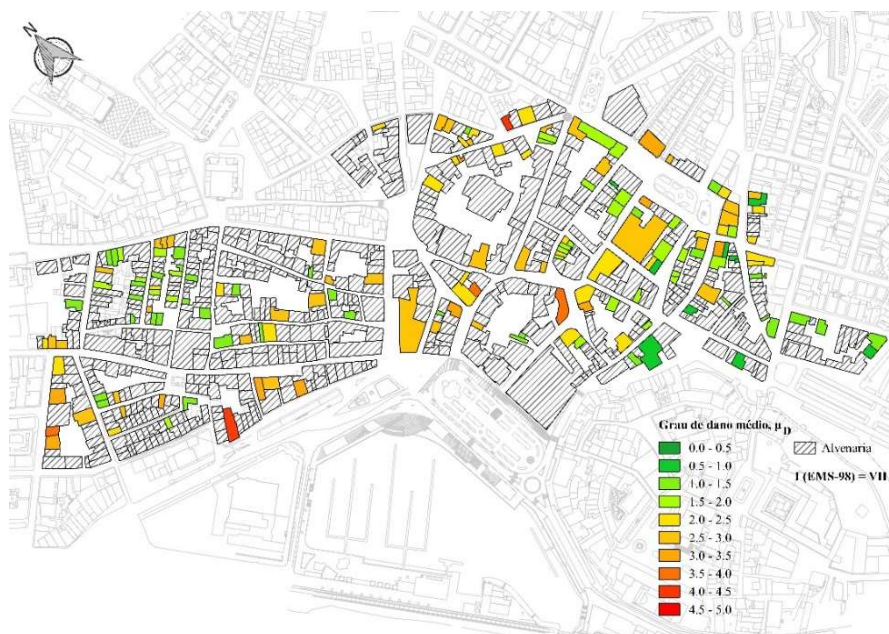 N
Grau de dano médio, μD
0.0 - 0.5
0.5 - 1.0
1.0 - 1.5
1.5 - 2.0
2.0 - 2.5
2.5 - 3.0
3.0 - 3.5
3.5 - 4.0
4.0 - 4.5
4.5 - 5.0
Alvenaria
I (EMS-98) = VII